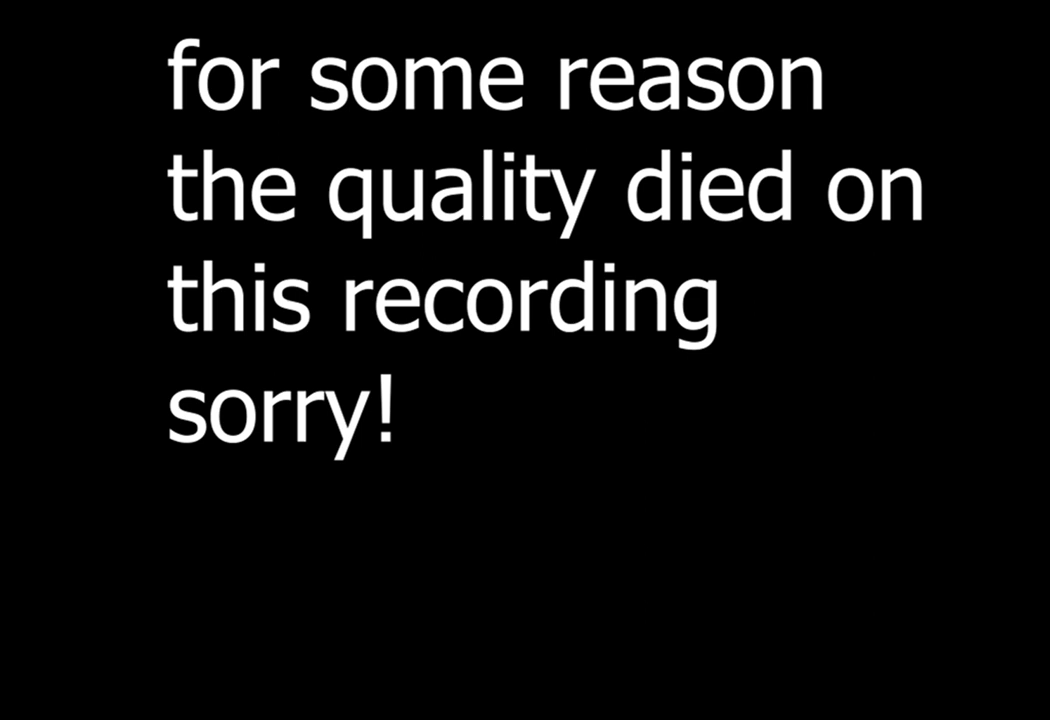 for some reason
the quality died on
this recording
sorry!